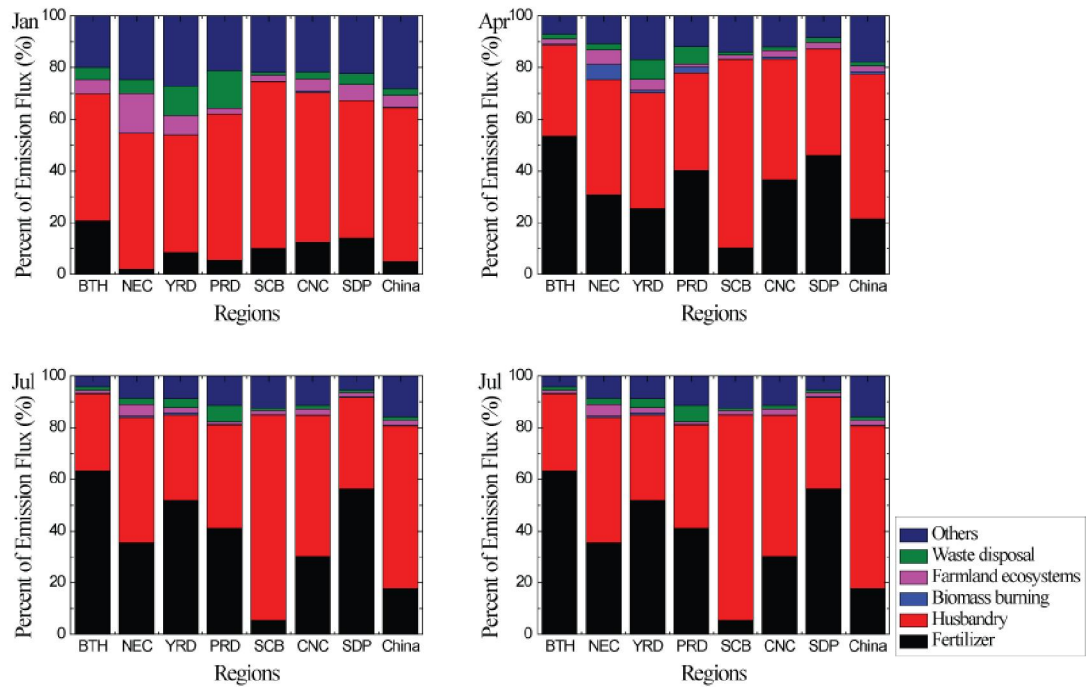 Jan
Percent of Emission Flux (%)
100
80
60
40
20
0
BTH NEC YRD PRD SCB CNC SDP China
Regions
Apr
Percent of Emission Flux (%)
100
80
60
40
20
0
BTH NEC YRD PRD SCB CNC SDP China
Regions
Jul
Percent of Emission Flux (%)
100
80
60
40
20
0
BTH NEC YRD PRD SCB CNC SDP China
Regions
Jul
Percent of Emission Flux (%)
100
80
60
40
20
0
BTH NEC YRD PRD SCB CNC SDP China
Regions
Others
Waste disposal
Farmland ecosystems
Biomass burning
Husbandry
Fertilizer